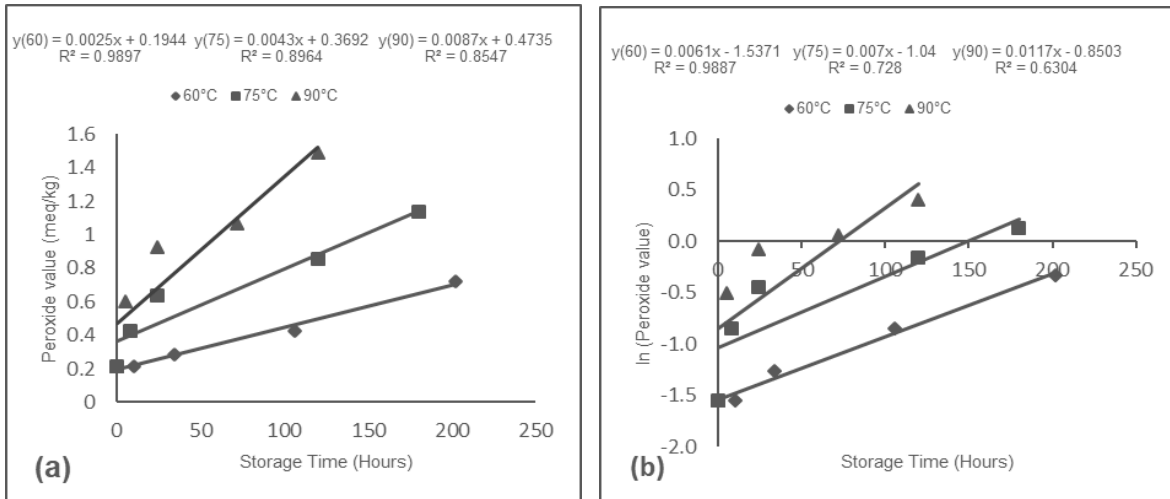 y(60) = 0.0025x + 0.1944 y(75) = 0.0043x + 0.3692 y(90) = 0.0087x + 0.4735
R² = 0.9897 R² = 0.8964 R² = 0.8547
60°C 75°C 90°C
Peroxide value (meq/kg)
1.6
1.4
1.2
1
0.8
0.6
0.4
0.2
0
0 50 100 150 200 250
Storage Time (Hours)
(a)
y(60) = 0.0061x - 1.5371 y(75) = 0.007x - 1.04 y(90) = 0.0117x - 0.8503
R² = 0.9887 R² = 0.728 R² = 0.6304
60°C 75°C 90°C
ln (Peroxide value)
1.0
0.5
0.0
-0.5
-1.0
-1.5
-2.0
0 50 100 150 200 250
Storage Time (Hours)
(b)